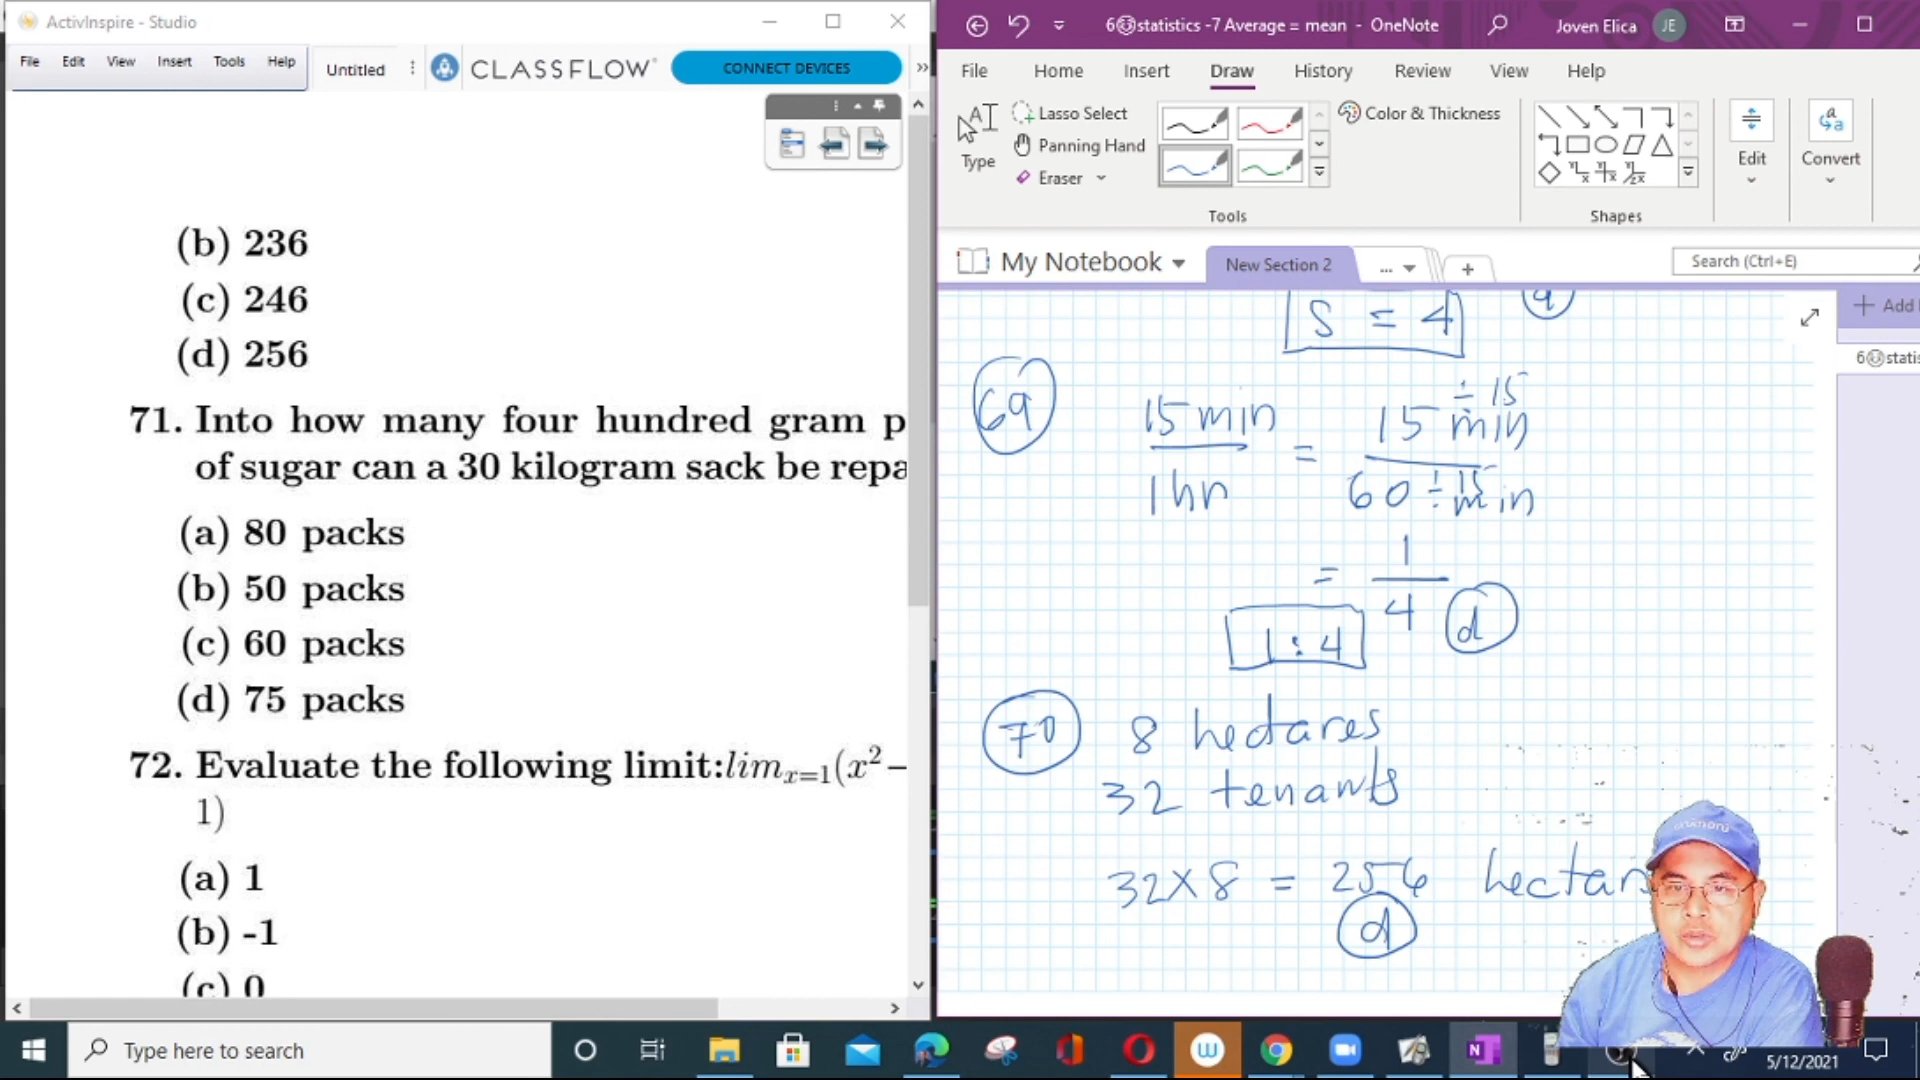 ActivInspire - Studio
File Edit View Insert Tools Help
Untitled
CLASSFLOW
CONNECT DEVICES
(b) 236
(c) 246
(d) 256
71. Into how many four hundred gram p
of sugar can a 30 kilogram sack be repa
(a) 80 packs
(b) 50 packs
(c) 60 packs
(d) 75 packs
72. Evaluate the following limit:lim x=1(x² –
1)
(a) 1
(b) -1
(c) 0
statistics -7 Average = mean - OneNote
Joven Elica
JE
File Home Insert Draw History Review View Help
Type
Lasso Select
Panning Hand
Eraser
Color & Thickness
Tools
Shapes
Edit
Convert
My Notebook
New Section 2
...
Search (Ctrl+E)
Add
S = 4
a
69
15 min
1hr
=
÷ 15
15 min
60 ÷ 15 min
= 1
4
d
1:4
70
8 hectares
32 tenants
32 x 8 = 256 hectar
d
Type here to search
5/12/2021